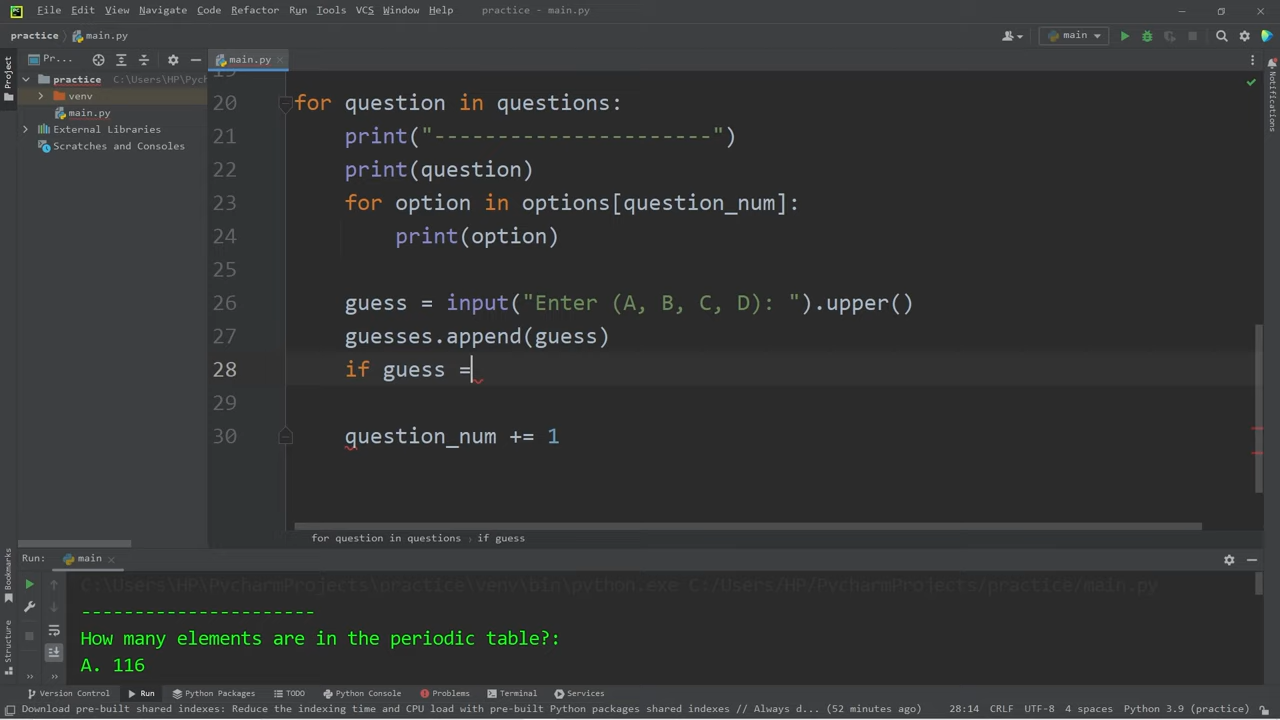 File Edit View Navigate Code Refactor Run Tools VCS Window Help practice - main.py
practice main.py main
Project Pr... main.py Notifications
practice C:\Users\HP\Pych
venv
main.py
External Libraries
Scratches and Consoles
19
20 for question in questions:
21 print("----------------------")
22 print(question)
23 for option in options[question_num]:
24 print(option)
25
26 guess = input("Enter (A, B, C, D): ").upper()
27 guesses.append(guess)
28 if guess =
29
30 question_num += 1
for question in questions › if guess
Bookmarks
Structure
Run: main
C:\Users\HP\PycharmProjects\practice\venv\bin\python.exe C:/Users/HP/PycharmProjects/practice/main.py
----------------------
How many elements are in the periodic table?:
A. 116
Version Control Run Python Packages TODO Python Console Problems Terminal Services
Download pre-built shared indexes: Reduce the indexing time and CPU load with pre-built Python packages shared indexes // Always d... (52 minutes ago) 28:14 CRLF UTF-8 4 spaces Python 3.9 (practice)